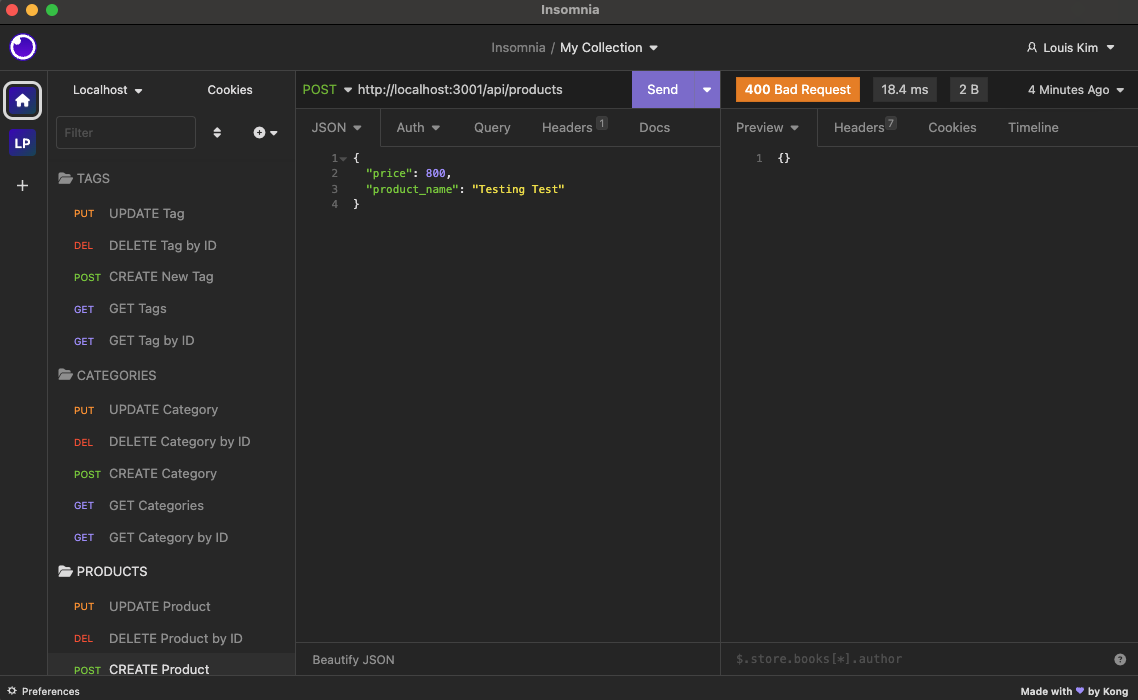 Insomnia
Insomnia / My Collection
Louis Kim
LP
Localhost
Cookies
Filter
TAGS
PUT UPDATE Tag
DEL DELETE Tag by ID
POST CREATE New Tag
GET GET Tags
GET GET Tag by ID
CATEGORIES
PUT UPDATE Category
DEL DELETE Category by ID
POST CREATE Category
GET GET Categories
GET GET Category by ID
PRODUCTS
PUT UPDATE Product
DEL DELETE Product by ID
POST CREATE Product
POST http://localhost:3001/api/products Send
JSON Auth Query Headers 1 Docs
1 {
2 "price": 800,
3 "product_name": "Testing Test"
4 }
Beautify JSON
400 Bad Request 18.4 ms 2 B 4 Minutes Ago
Preview Headers 7 Cookies Timeline
1 {}
$.store.books[*].author
?
Preferences
Made with by Kong